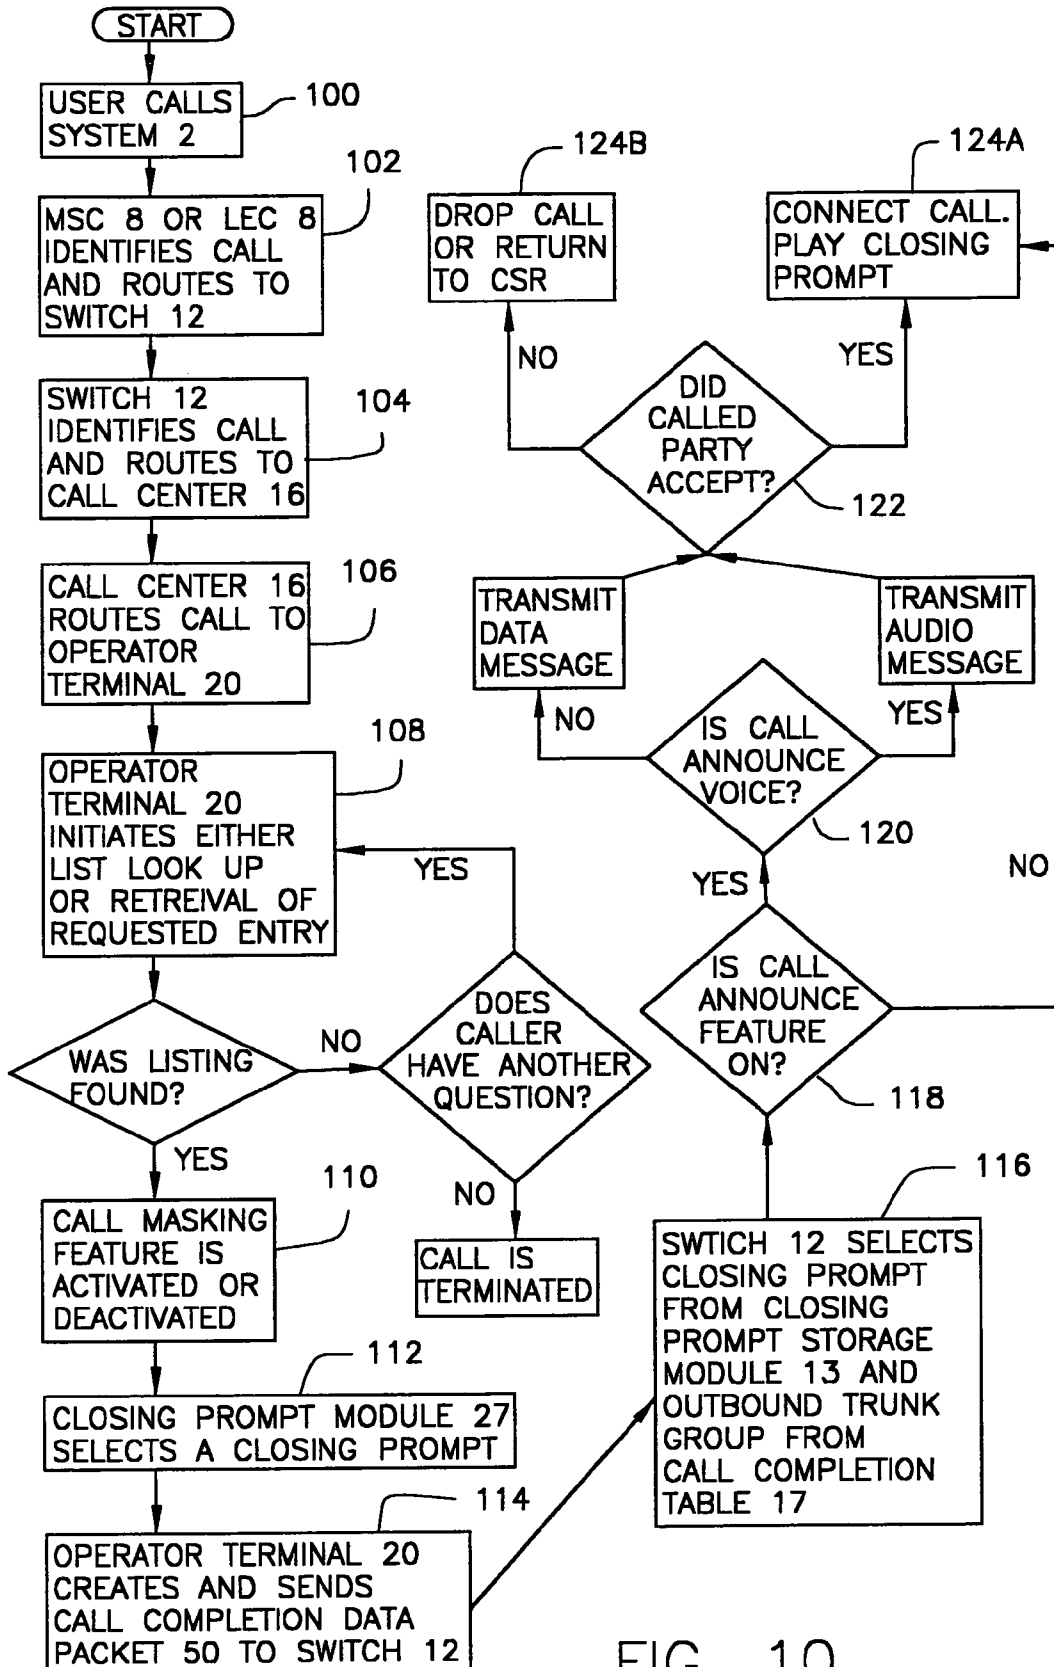 START
USER CALLS
SYSTEM 2
100
MSC 8 OR LEC 8
IDENTIFIES CALL
AND ROUTES TO
SWITCH 12
102
SWITCH 12
IDENTIFIES CALL
AND ROUTES TO
CALL CENTER 16
104
CALL CENTER 16
ROUTES CALL TO
OPERATOR
TERMINAL 20
106
OPERATOR
TERMINAL 20
INITIATES EITHER
LIST LOOK UP
OR RETREIVAL OF
REQUESTED ENTRY
108
YES
WAS LISTING
FOUND?
NO
DOES
CALLER
HAVE ANOTHER
QUESTION?
NO
CALL IS
TERMINATED
YES
CALL MASKING
FEATURE IS
ACTIVATED OR
DEACTIVATED
110
CLOSING PROMPT MODULE 27
SELECTS A CLOSING PROMPT
112
OPERATOR TERMINAL 20
CREATES AND SENDS
CALL COMPLETION DATA
PACKET 50 TO SWITCH 12
114
SWTICH 12 SELECTS
CLOSING PROMPT
FROM CLOSING
PROMPT STORAGE
MODULE 13 AND
OUTBOUND TRUNK
GROUP FROM
CALL COMPLETION
TABLE 17
116
IS CALL
ANNOUNCE
FEATURE
ON?
118
NO
YES
IS CALL
ANNOUNCE
VOICE?
120
NO
YES
TRANSMIT
DATA
MESSAGE
TRANSMIT
AUDIO
MESSAGE
DID
CALLED
PARTY
ACCEPT?
122
NO
YES
DROP CALL
OR RETURN
TO CSR
124B
CONNECT CALL.
PLAY CLOSING
PROMPT
124A
FIG. 10